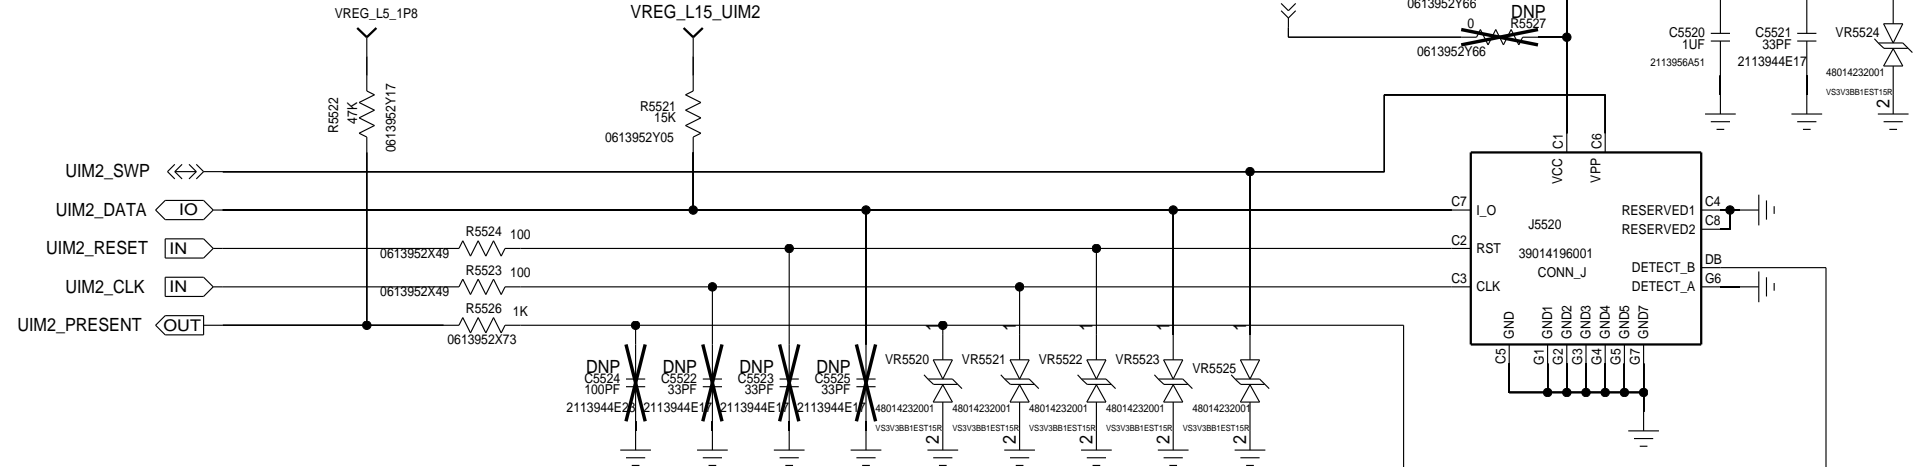 VREG_L5_1P8
VREG_L15_UIM2
0613952Y66
DNP
0 R5527
0613952Y66
C5520
1UF
2113956A51
C5521
33PF
2113944E17
VR5524
48014232001
VS3V3BB1EST15R
2
R5522
47K
0613952Y17
R5521
15K
0613952Y05
C1
C6
VCC
VPP
UIM2_SWP
UIM2_DATA IO
C7 I_O
RESERVED1 C4
RESERVED2 C8
J5520
39014196001
CONN_J
UIM2_RESET IN
R5524 100
0613952X49
C2 RST
UIM2_CLK IN
R5523 100
0613952X49
C3 CLK
DETECT_B DB
DETECT_A G6
UIM2_PRESENT OUT
R5526 1K
0613952X73
GND GND1 GND2 GND3 GND4 GND5 GND7
C5 G1 G2 G3 G4 G5 G7
DNP
C5524
100PF
2113944E23
DNP
C5522
33PF
2113944E17
DNP
C5523
33PF
2113944E17
DNP
C5525
33PF
2113944E17
VR5520
48014232001
VS3V3BB1EST15R
2
VR5521
48014232001
VS3V3BB1EST15R
2
VR5522
48014232001
VS3V3BB1EST15R
2
VR5523
48014232001
VS3V3BB1EST15R
2
VR5525
48014232001
VS3V3BB1EST15R
2